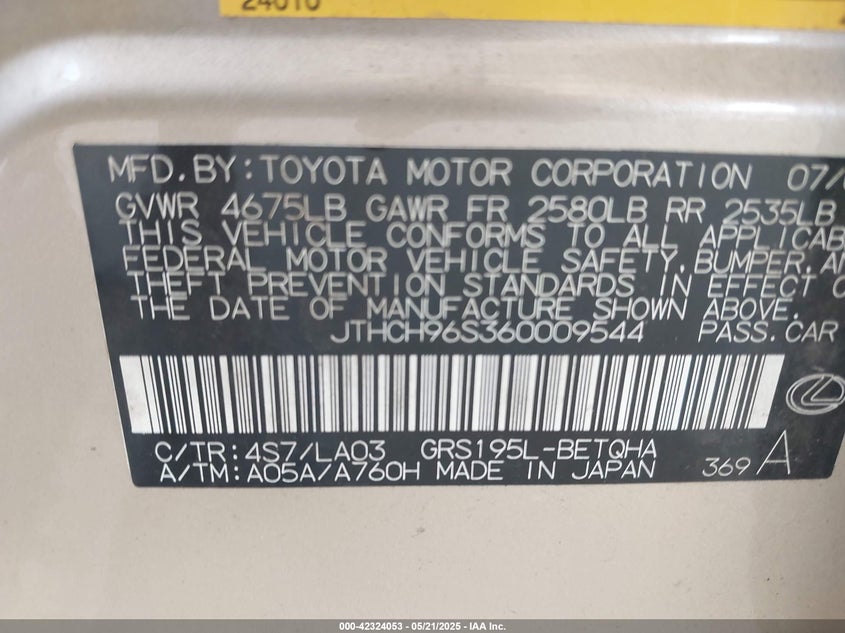 24010
MFD. BY: TOYOTA MOTOR CORPORATION 07/
GVWR 4675LB GAWR FR 2580LB RR 2535LB
THIS VEHICLE CONFORMS TO ALL APPLICAB
FEDERAL MOTOR VEHICLE SAFETY, BUMPER, AN
THEFT PREVENTION STANDARDS IN EFFECT O
THE DATE OF MANUFACTURE SHOWN ABOVE.
JTHCH96S360009544 PASS. CAR
C/TR: 4S7/LA03 GRS195L-BETQHA
A/TM: A05A/A760H MADE IN JAPAN 369 A
000-42324053 - 05/21/2025 - IAA Inc.